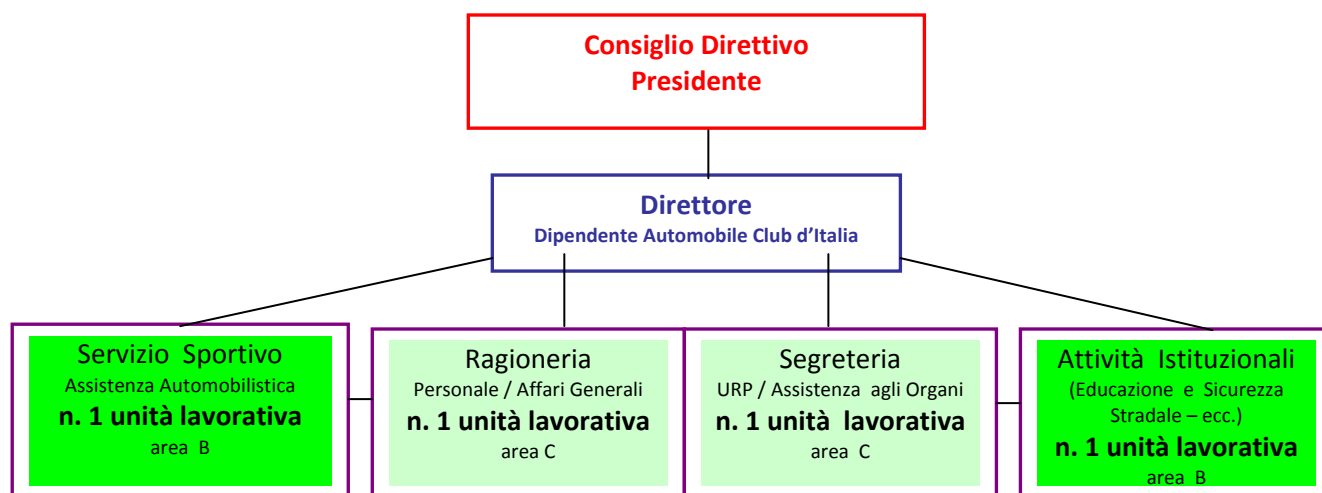 Consiglio Direttivo
Presidente
Direttore
Dipendente Automobile Club d'Italia
Servizio Sportivo
Assistenza Automobilistica
n. 1 unità lavorativa
area B
Ragioneria
Personale / Affari Generali
n. 1 unità lavorativa
area C
Segreteria
URP / Assistenza agli Organi
n. 1 unità lavorativa
area C
Attività Istituzionali
(Educazione e Sicurezza
Stradale – ecc.)
n. 1 unità lavorativa
area B